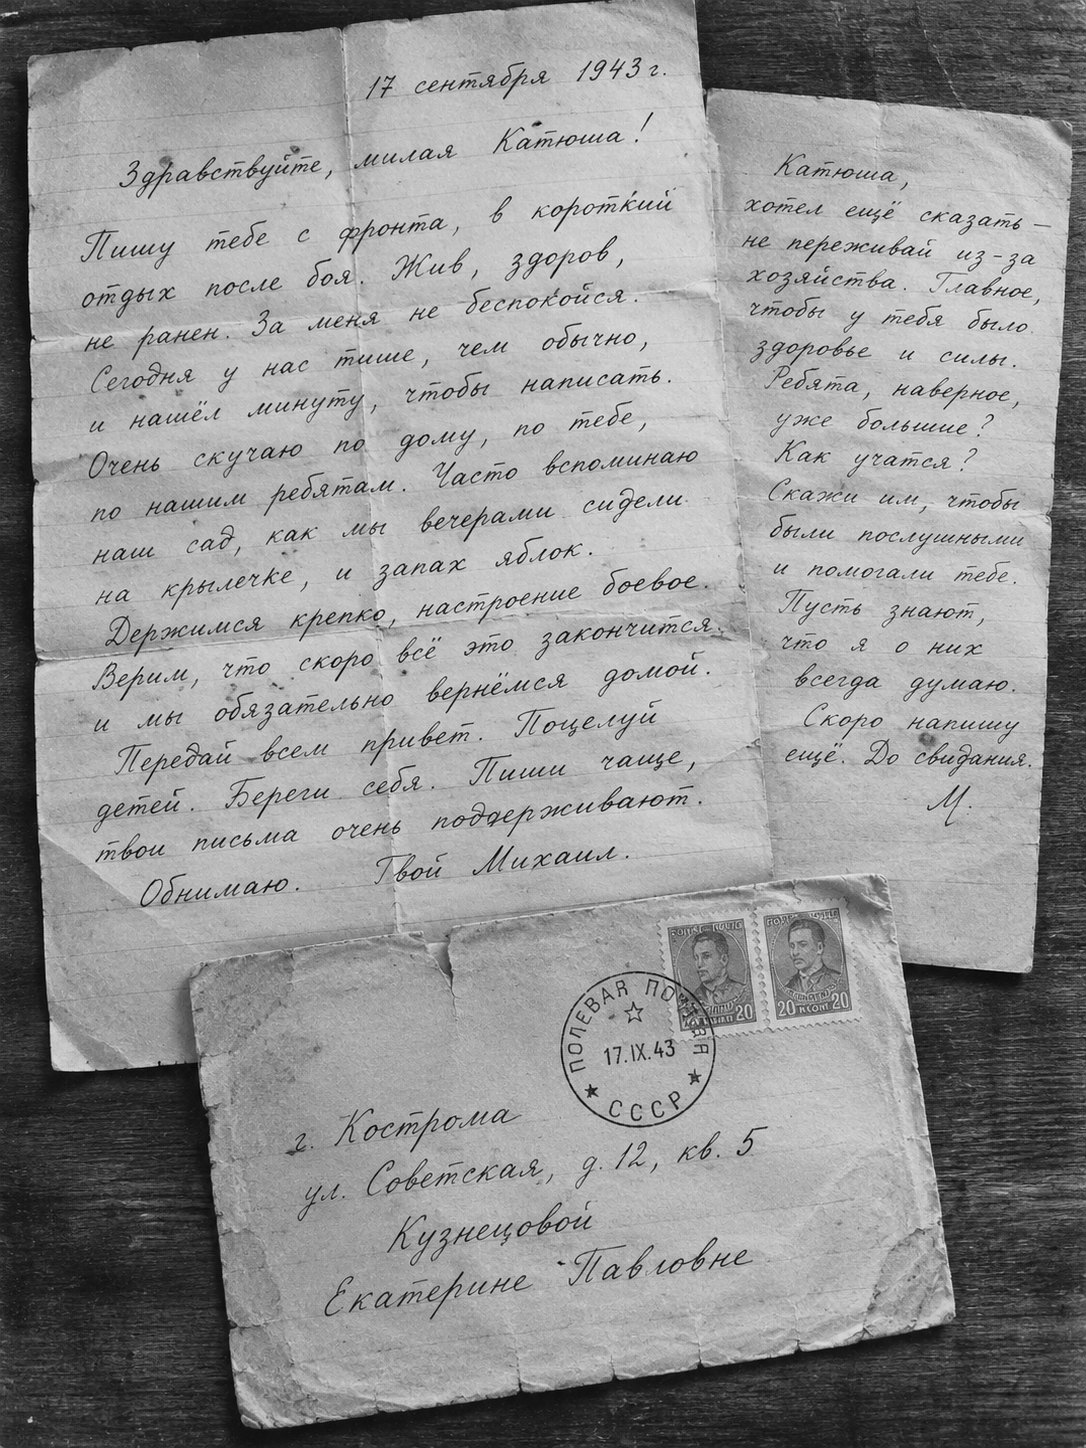 17 сентября 1943 г.
Здравствуйте, милая Катюша!
Пишу тебе с фронта, в короткий
отдых после боя. Жив, здоров,
не ранен. За меня не беспокойся.
Сегодня у нас тише, чем обычно,
и нашёл минуту, чтобы написать.
Очень скучаю по дому, по тебе,
по нашим ребятам. Часто вспоминаю
наш сад, как мы вечерами сидели
на крылечке, и запах яблок.
Держимся крепко, настроение боевое.
Верим, что скоро всё это закончится
и мы обязательно вернёмся домой.
Передай всем привет. Поцелуй
детей. Береги себя. Пиши чаще,
твои письма очень поддерживают.
Обнимаю. Твой Михаил.
Катюша,
хотел ещё сказать —
не переживай из-за
хозяйства. Главное,
чтобы у тебя было
здоровье и силы.
Ребята, наверное,
уже большие?
Как учатся?
Скажи им, чтобы
были послушными
и помогали тебе.
Пусть знают,
что я о них
всегда думаю.
Скоро напишу
ещё. До свидания.
М.
20
20 20
ПОЛЕВАЯ
17.IX.43
СССР
г. Кострома
ул. Советская, д. 12, кв. 5
Кузнецовой
Екатерине Павловне